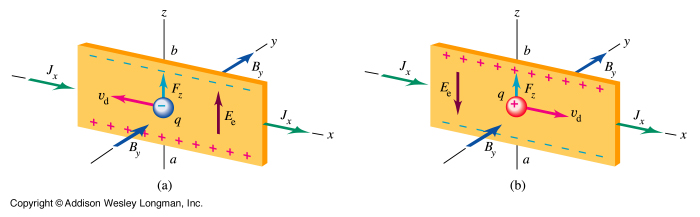 z
b
y
B_y
J_x
v_d
F_z
− q
E_e
J_x
x
B_y
a
(a)
z
b
y
B_y
J_x
E_e
q F_z
+ v_d
J_x
x
B_y
a
(b)
Copyright © Addison Wesley Longman, Inc.